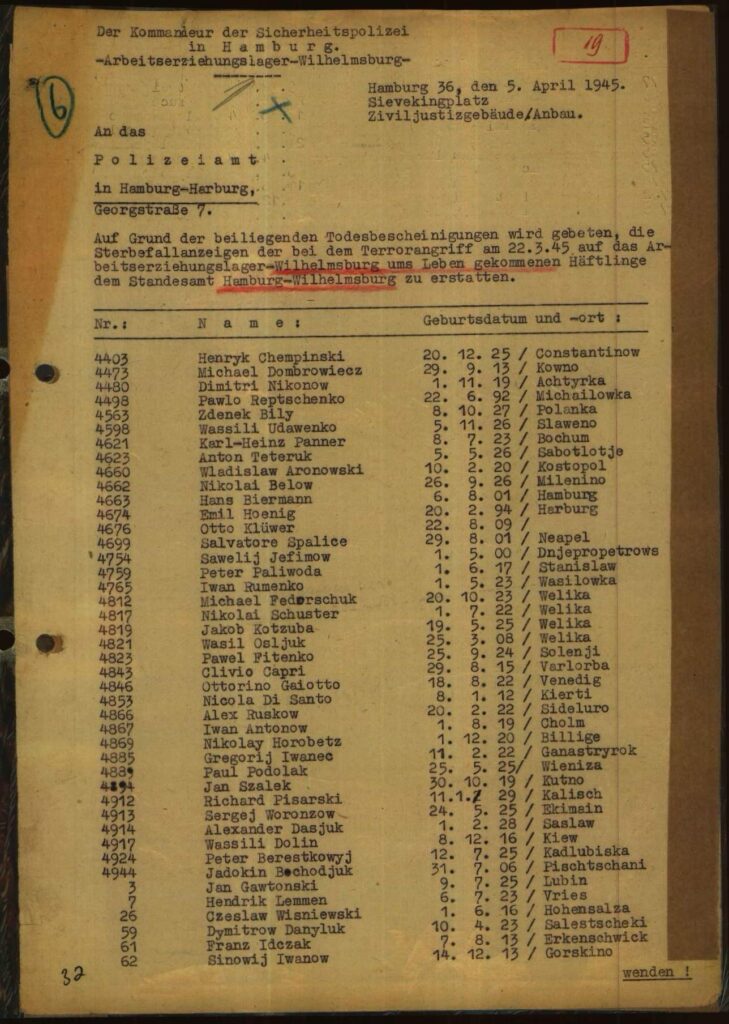 Der Kommandeur der Sicherheitspolizei
in Hamburg.
-Arbeitserziehungslager-Wilhelmsburg-
19
6
Hamburg 36, den 5. April 1945.
Sievekingplatz
Ziviljustizgebäude/Anbau.
An das
Polizeiamt
in Hamburg-Harburg,
Georgstraße 7.
Auf Grund der beiliegenden Todesbescheinigungen wird gebeten, die
Sterbefallanzeigen der bei dem Terrorangriff am 22.3.45 auf das Ar-
beitserziehungslager-Wilhelmsburg ums Leben gekommenen Häftlinge
dem Standesamt Hamburg-Wilhelmsburg zu erstatten.
Nr.: Name: Geburtsdatum und -ort :
4403 Henryk Chempinski 20. 12. 25 / Constantinow
4473 Michael Dombrowiecz 29. 9. 13 / Kowno
4480 Dimitri Nikonow 1. 11. 19 / Achtyrka
4498 Pawlo Reptschenko 22. 6. 92 / Michailowka
4563 Zdenek Bily 8. 10. 27 / Polanka
4598 Wassili Udawenko 5. 11. 26 / Slaweno
4621 Karl-Heinz Panner 8. 7. 23 / Bochum
4623 Anton Teteruk 5. 5. 26 / Sabotlotje
4660 Wladislaw Aronowski 10. 2. 20 / Kostopol
4662 Nikolai Below 26. 9. 26 / Milenino
4663 Hans Biermann 6. 8. 01 / Hamburg
4674 Emil Hoenig 20. 2. 94 / Harburg
4676 Otto Klüwer 22. 8. 09 /
4699 Salvatore Spalice 29. 8. 01 / Neapel
4754 Sawelij Jefimow 1. 5. 00 / Dnjepropetrows
4759 Peter Paliwoda 1. 6. 17 / Stanislaw
4765 Iwan Rumenko 1. 5. 23 / Wasilowka
4812 Michael Fedorschuk 20. 10. 23 / Welika
4817 Nikolai Schuster 1. 7. 22 / Welika
4819 Jakob Kotzuba 19. 5. 25 / Welika
4821 Wasil Osljuk 25. 3. 08 / Welika
4823 Pawel Fitenko 25. 9. 24 / Solenji
4843 Clivio Capri 29. 8. 15 / Varlorba
4846 Ottorino Gaiotto 18. 8. 22 / Venedig
4853 Nicola Di Santo 8. 1. 12 / Kierti
4866 Alex Ruskow 20. 2. 22 / Sideluro
4867 Iwan Antonow 1. 8. 19 / Cholm
4869 Nikolay Horobetz 1. 12. 20 / Billige
4885 Gregorij Iwanec 11. 2. 22 / Ganastryrok
4889 Paul Podolak 25. 5. 25/ Wieniza
4894 Jan Szalek 30. 10. 19 / Kutno
4912 Richard Pisarski 11.1. 29 / Kalisch
4913 Sergej Woronzow 24. 5. 25 / Ekimain
4914 Alexander Dasjuk 1. 2. 28 / Saslaw
4917 Wassili Dolin 8. 12. 16 / Kiew
4924 Peter Berestkowyj 12. 7. 25 / Kadlubiska
4944 Jadokin Bechodjuk 31. 7. 06 / Pischtschani
3 Jan Gawtonski 9. 7. 25 / Lubin
7 Hendrik Lemmen 6. 7. 23 / Vries
26 Czeslaw Wisniewski 1. 6. 16 / Hohensalza
59 Dymitrow Danyluk 10. 4. 23 / Salestscheki
61 Franz Idczak 7. 8. 13 / Erkenschwick
62 Sinowij Iwanow 14. 12. 13 / Gorskino
32
wenden !